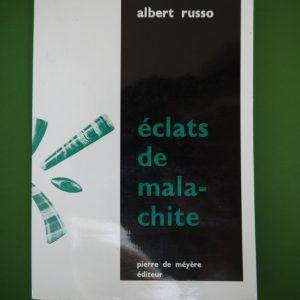 albert russo
éclats
de
mala-
chite
pierre de méyère
éditeur